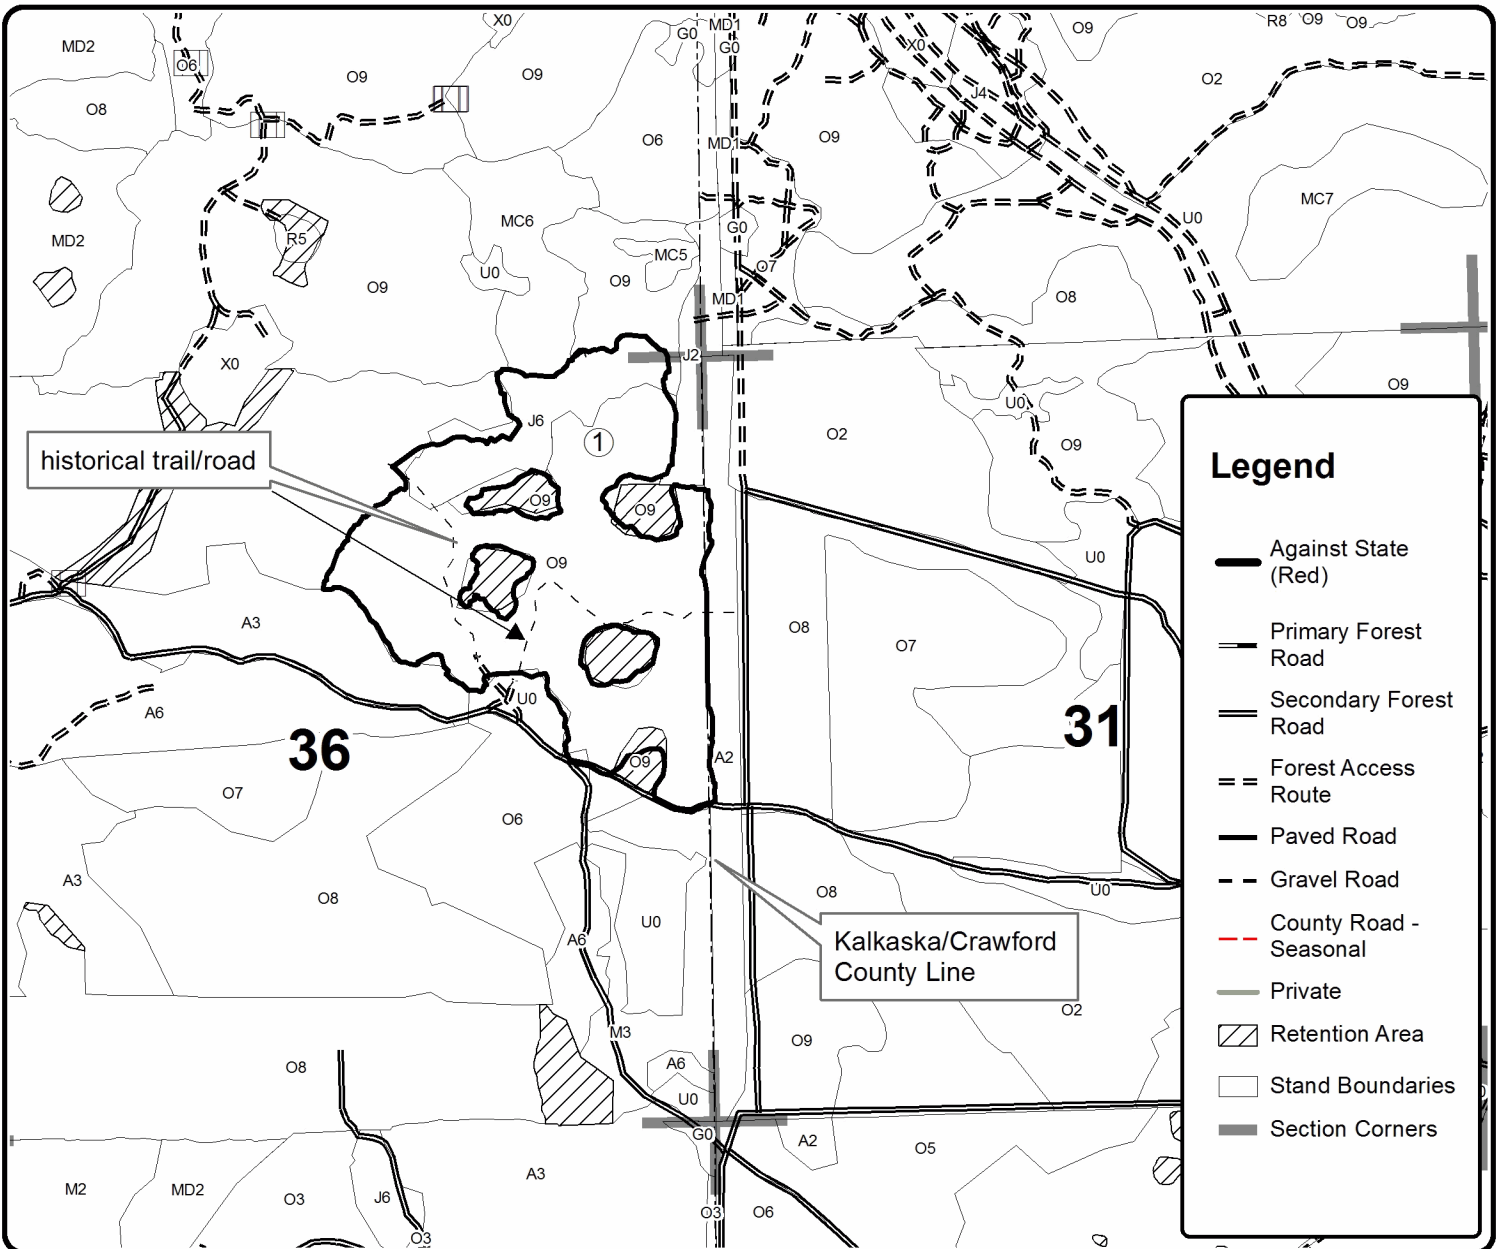 X0
MD1
G0
G0
O9
R8
O9
O9
MD2
O6
O9
O9
X0
O2
J4
O8
O6
MD1
O9
MC7
MC6
U0
MD2
R5
G0
MC5
U0
O9
O7
O9
MD1
O8
X0
J2
O9
U0
J6
1
O2
O9
historical trail/road
O9
O9
O9
U0
A3
O8
O7
A6
U0
36
31
A2
O9
O7
O6
A3
O8
O8
U0
U0
A6
Kalkaska/Crawford
County Line
O2
M3
O9
O8
A6
U0
G0
A2
O5
A3
M2
MD2
O3
J6
O3
O3
O6
Legend
Against State
(Red)
Primary Forest
Road
Secondary Forest
Road
Forest Access
Route
Paved Road
Gravel Road
County Road -
Seasonal
Private
Retention Area
Stand Boundaries
Section Corners